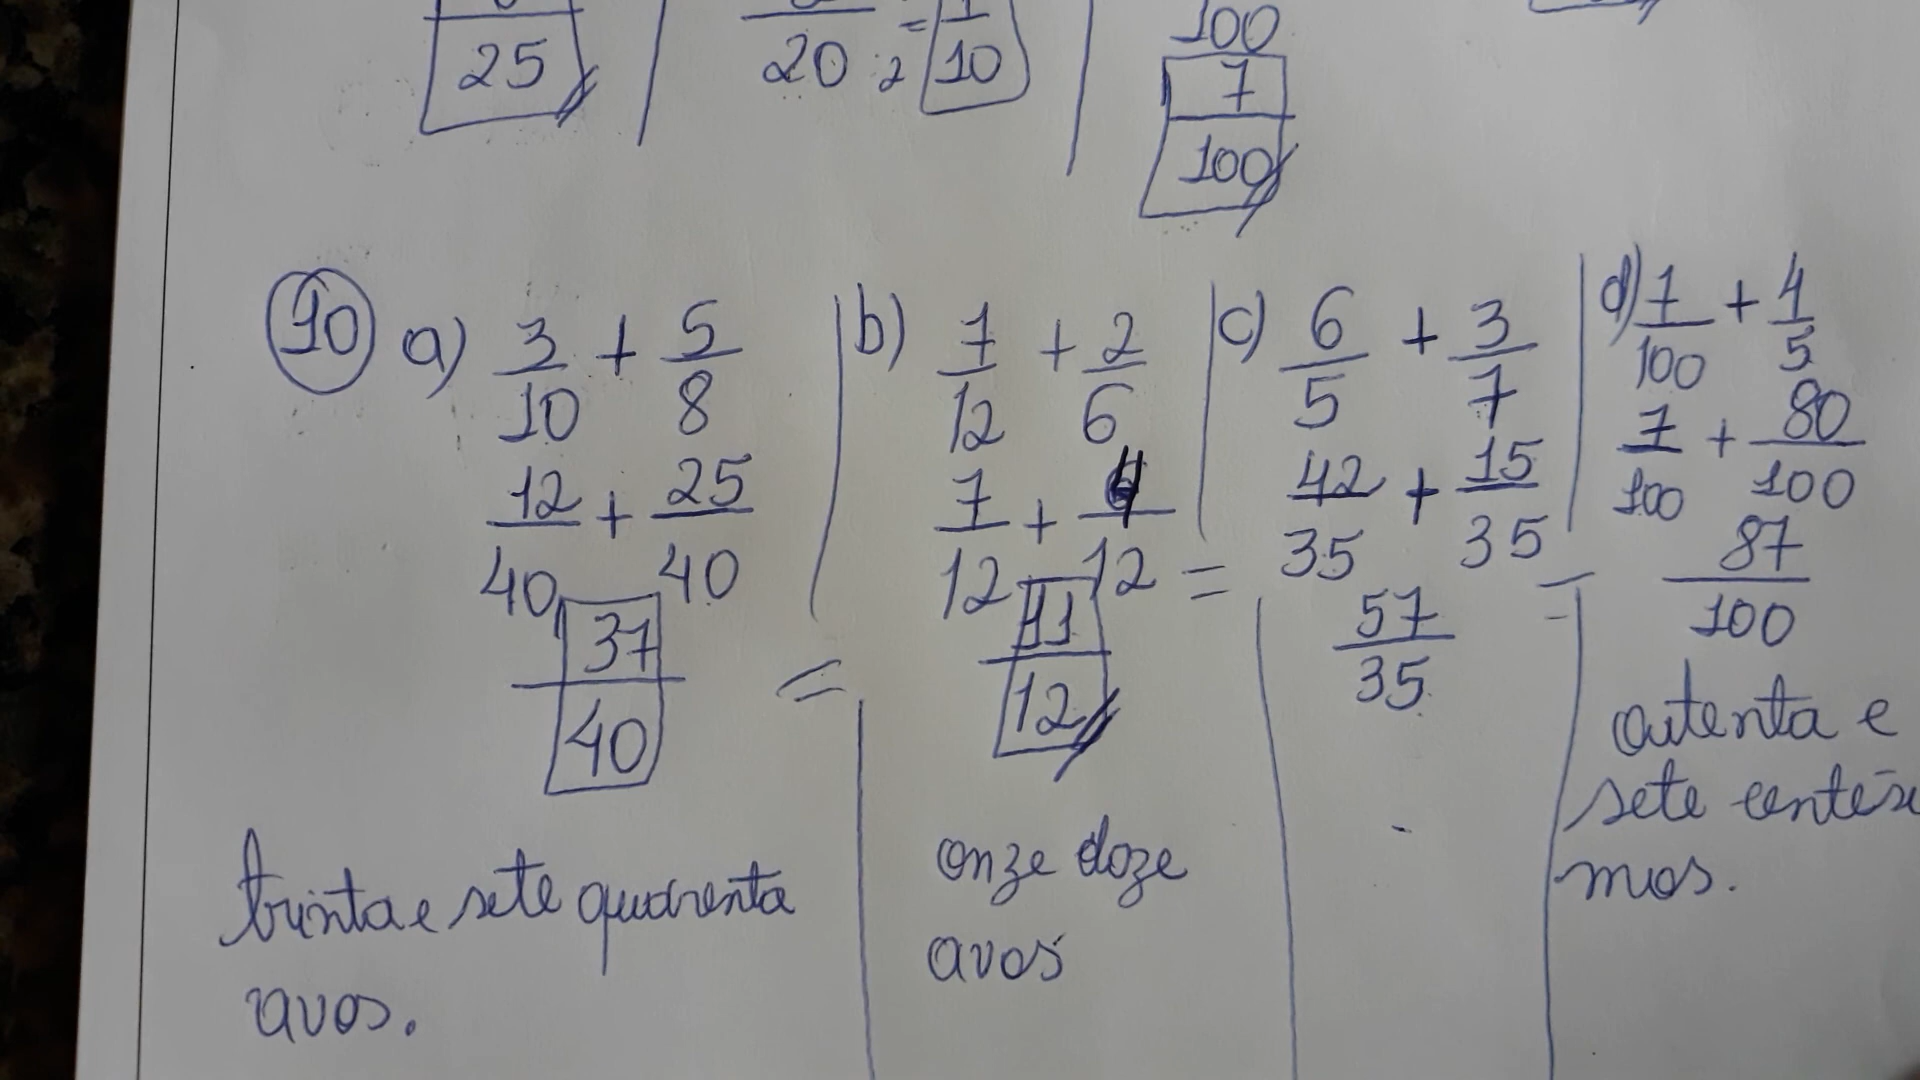 25
20 : 2 = 1/10
100
7/100
10 a) 3/10 + 5/8
12/40 + 25/40
37/40 =
trinta e sete quarenta
avos.
b) 7/12 + 2/6
7/12 + 4/12 =
11/12
onze doze
avos
c) 6/5 + 3/7
42/35 + 15/35 =
57/35
d) 7/100 + 4/5
7/100 + 80/100
87/100
oitenta e
sete centési
mos.